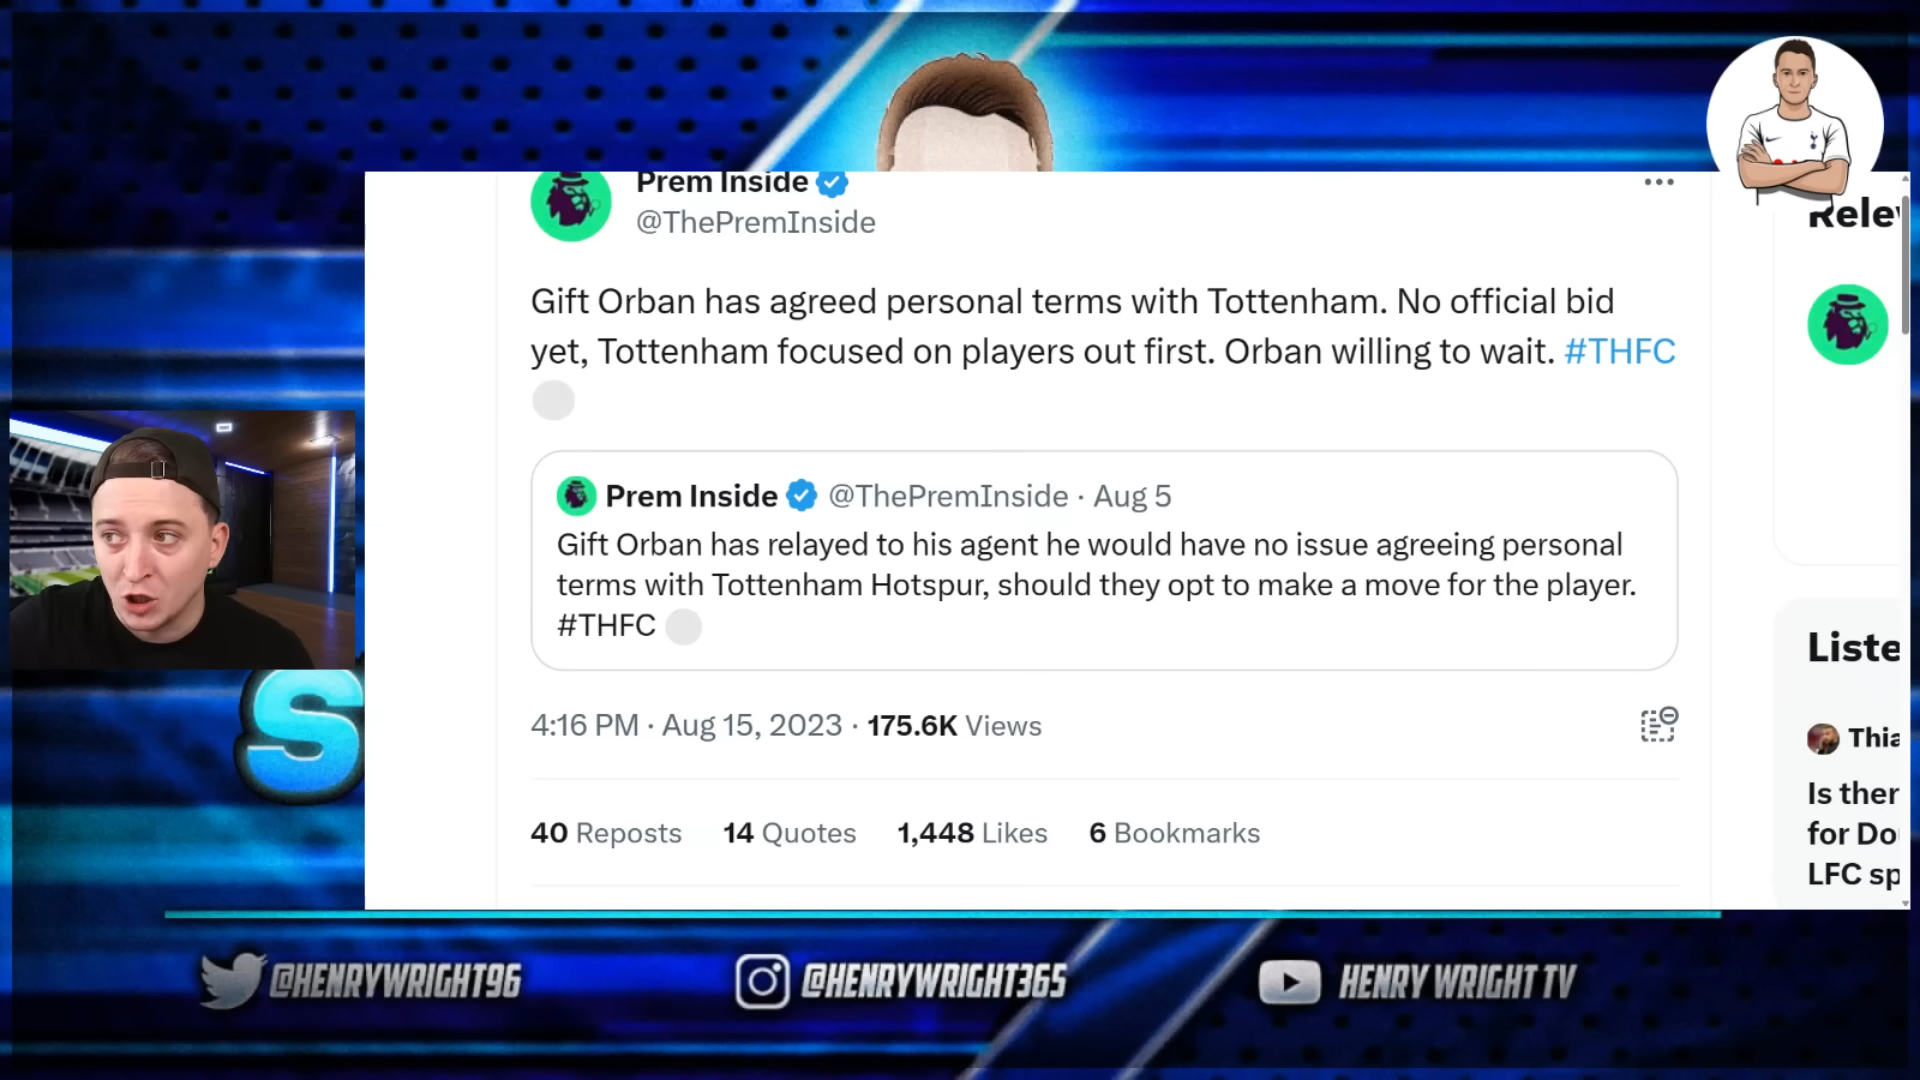 Prem Inside
@ThePremInside
Gift Orban has agreed personal terms with Tottenham. No official bid
yet, Tottenham focused on players out first. Orban willing to wait. #THFC
Prem Inside @ThePremInside · Aug 5
Gift Orban has relayed to his agent he would have no issue agreeing personal
terms with Tottenham Hotspur, should they opt to make a move for the player.
#THFC
4:16 PM · Aug 15, 2023 · 175.6K Views
40 Reposts 14 Quotes 1,448 Likes 6 Bookmarks
Rele
Liste
Thia
Is ther
for Do
LFC sp
S
@HENRYWRIGHT96
@HENRYWRIGHT365
HENRY WRIGHT TV